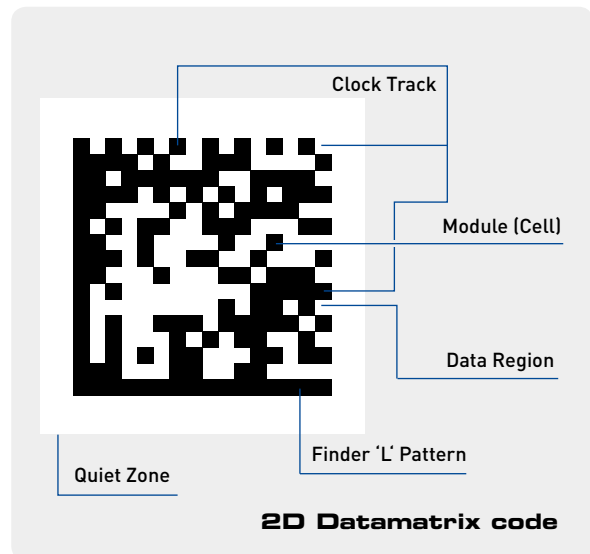 Clock Track
Module (Cell)
Data Region
Finder ‘L‘ Pattern
Quiet Zone
2D Datamatrix code